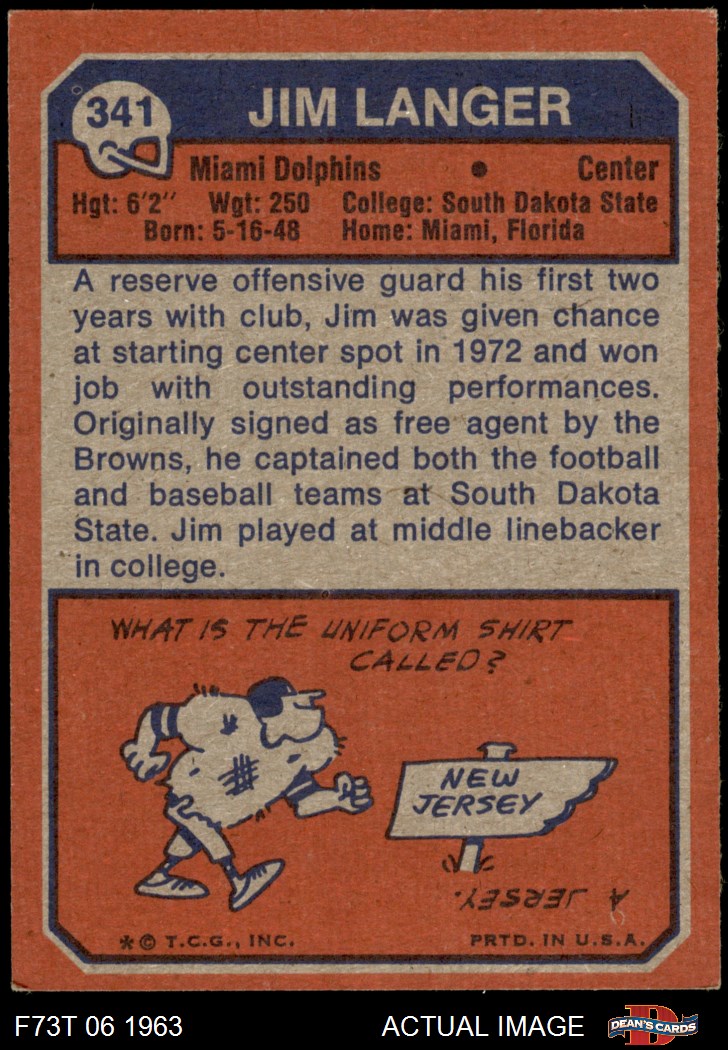 341
JIM LANGER
Miami Dolphins • Center
Hgt: 6'2" Wgt: 250 College: South Dakota State
Born: 5-16-48 Home: Miami, Florida
A reserve offensive guard his first two
years with club, Jim was given chance
at starting center spot in 1972 and won
job with outstanding performances.
Originally signed as free agent by the
Browns, he captained both the football
and baseball teams at South Dakota
State. Jim played at middle linebacker
in college.
WHAT IS THE UNIFORM SHIRT
CALLED?
NEW
JERSEY
A JERSEY.
*© T.C.G., INC. PRTD. IN U.S.A.
F73T 06 1963 ACTUAL IMAGE
D
DEAN'S CARDS